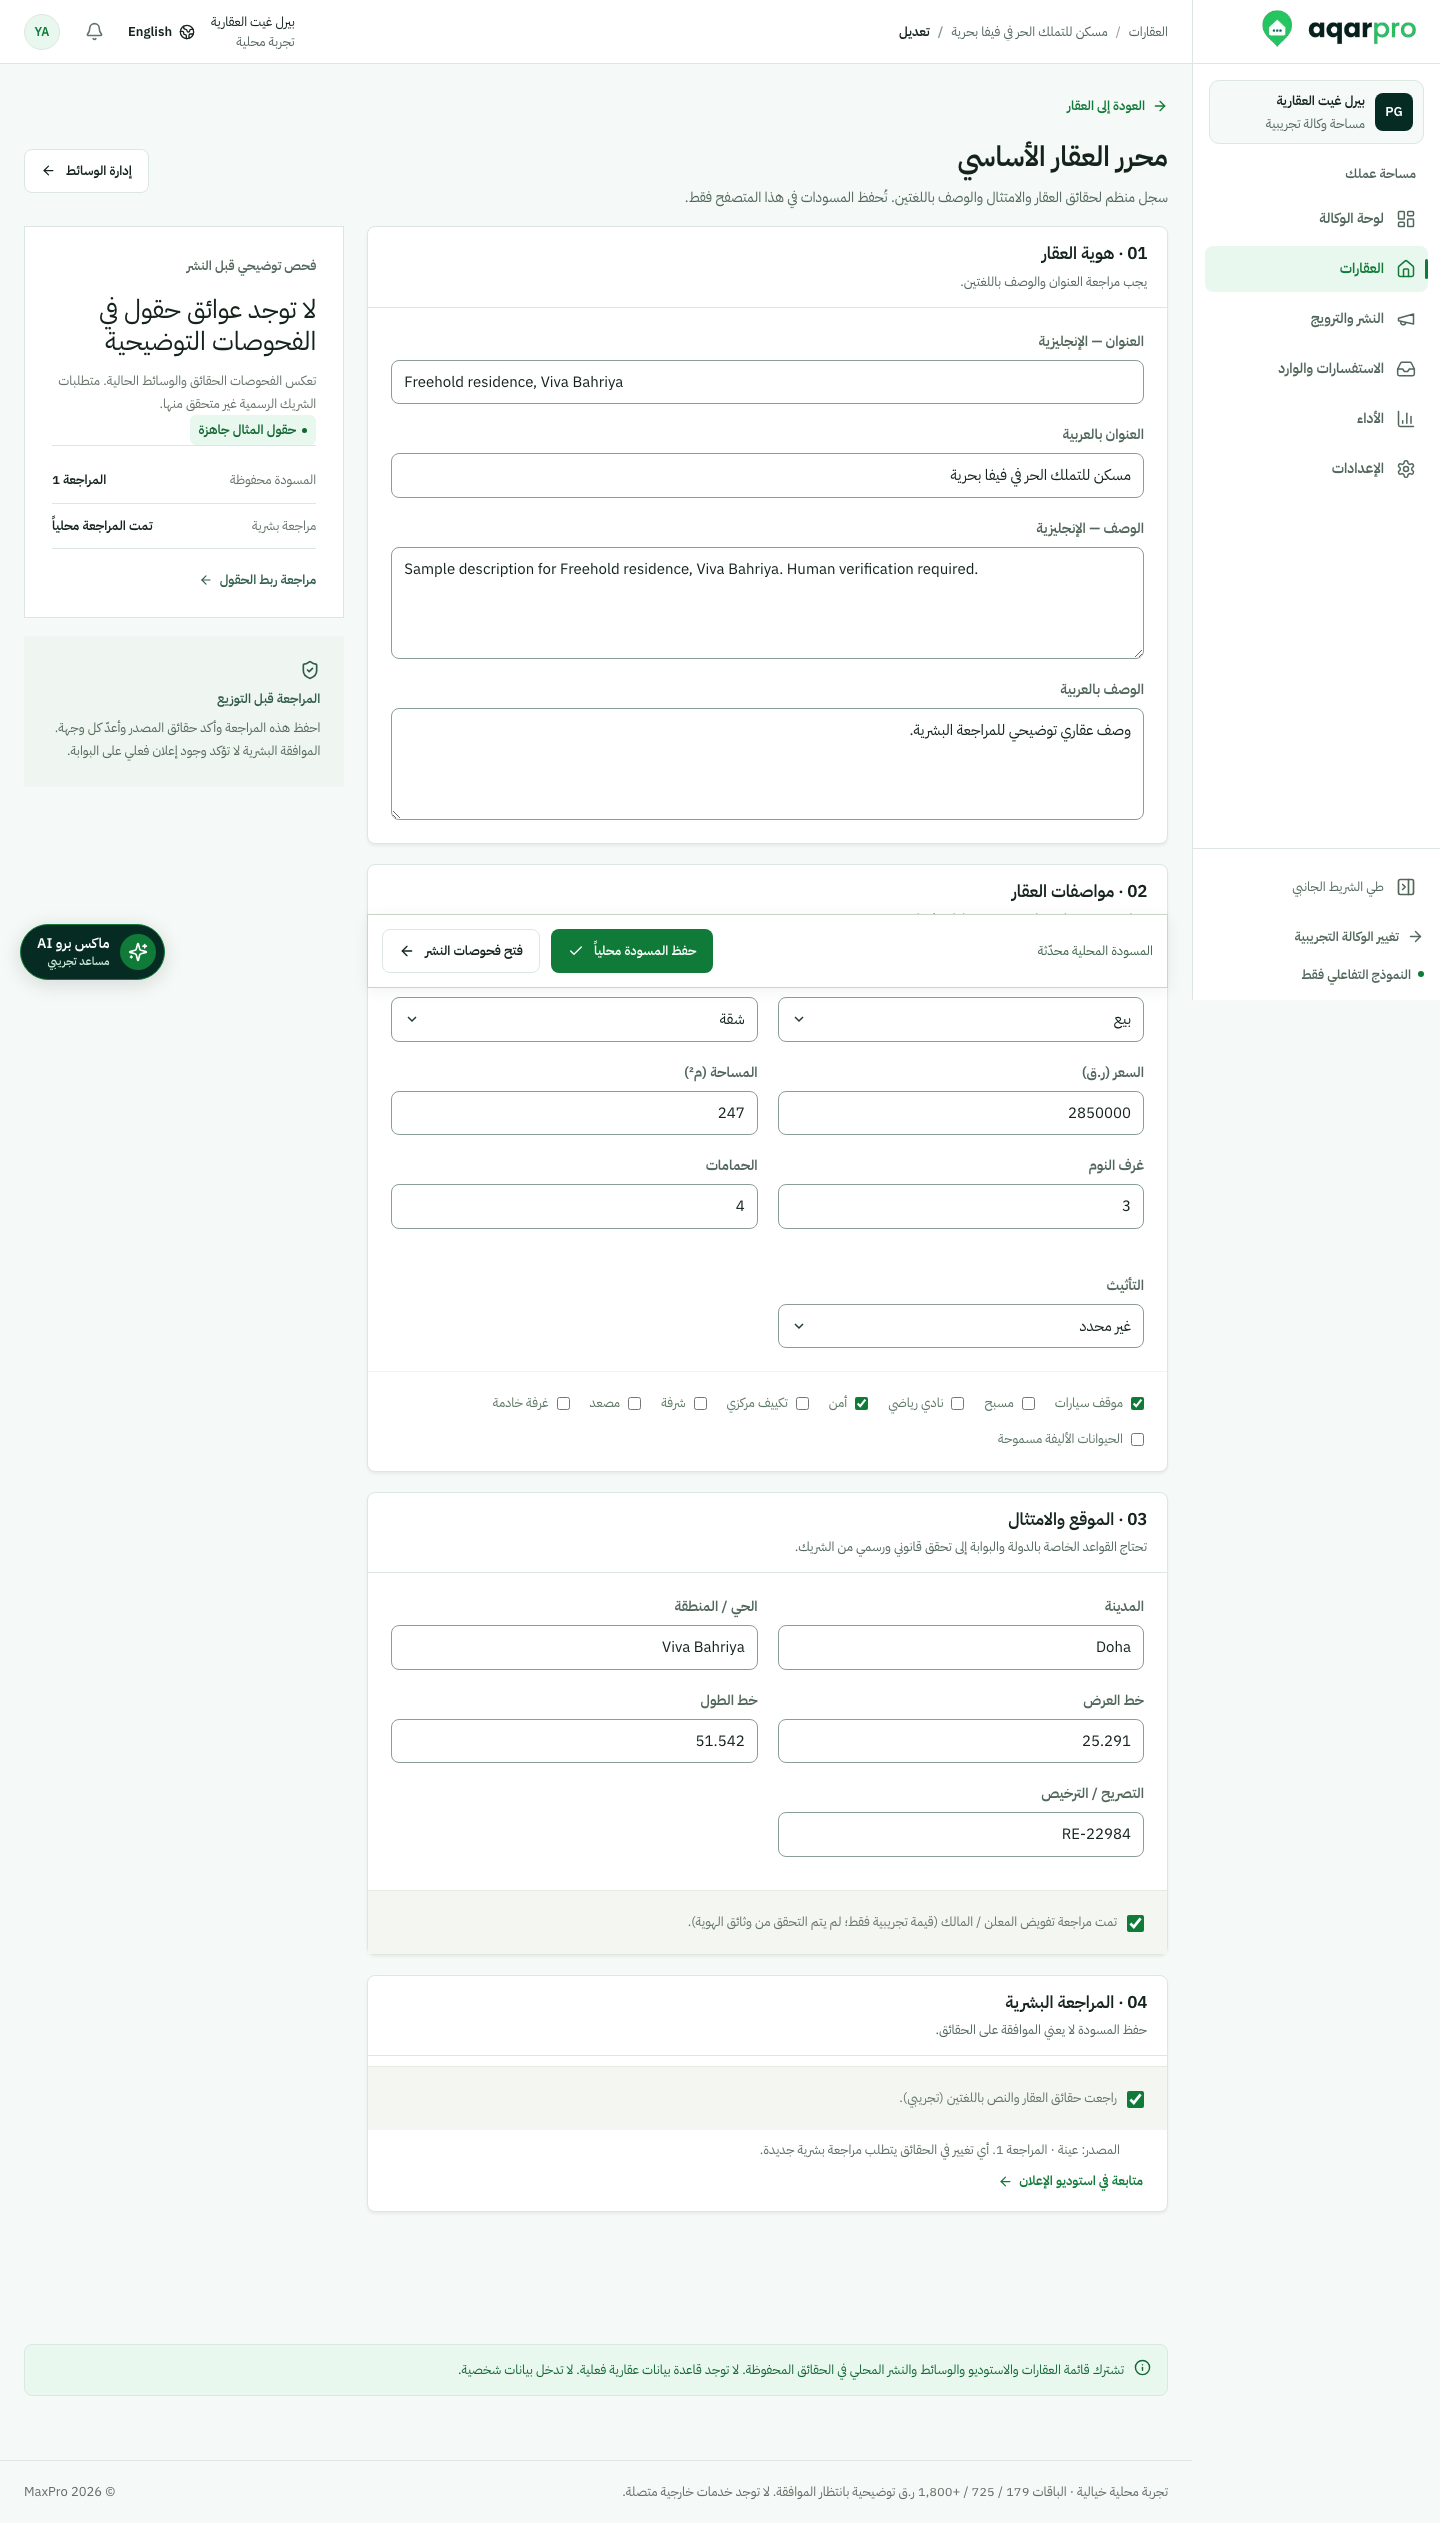 aqarpro
العقارات / مسكن للتملك الحر في فيفا بحرية / تعديل
بيرل غيت العقارية
تجربة محلية
English
YA
PG
بيرل غيت العقارية
مساحة وكالة تجريبية
مساحة عملك
لوحة الوكالة
العقارات
النشر والترويج
الاستفسارات والوارد
الأداء
الإعدادات
طي الشريط الجانبي
تغيير الوكالة التجريبية
النموذج التفاعلي فقط
العودة إلى العقار
محرر العقار الأساسي
سجل منظم لحقائق العقار والامتثال والوصف باللغتين. تُحفظ المسودات في هذا المتصفح فقط.
إدارة الوسائط
01 · هوية العقار
يجب مراجعة العنوان والوصف باللغتين.
العنوان — الإنجليزية
Freehold residence, Viva Bahriya
العنوان بالعربية
مسكن للتملك الحر في فيفا بحرية
الوصف — الإنجليزية
Sample description for Freehold residence, Viva Bahriya. Human verification required.
الوصف بالعربية
وصف عقاري توضيحي للمراجعة البشرية.
فحص توضيحي قبل النشر
لا توجد عوائق حقول في
الفحوصات التوضيحية
تعكس الفحوصات الحقائق والوسائط الحالية. متطلبات
الشريك الرسمية غير متحقق منها.
حقول المثال جاهزة
المسودة محفوظة
المراجعة 1
مراجعة بشرية
تمت المراجعة محلياً
مراجعة ربط الحقول
المراجعة قبل التوزيع
احفظ هذه المراجعة وأكد حقائق المصدر وأعدّ كل وجهة.
الموافقة البشرية لا تؤكد وجود إعلان فعلي على البوابة.
02 · مواصفات العقار
المسودة المحلية محدّثة
حفظ المسودة محلياً
فتح فحوصات النشر
ماكس برو AI
مساعد تجريبي
بيع
شقة
السعر (ر.ق)
المساحة (م²)
2850000
247
غرف النوم
الحمامات
3
4
التأثيث
غير محدد
موقف سيارات
مسبح
نادي رياضي
أمن
تكييف مركزي
شرفة
مصعد
غرفة خادمة
الحيوانات الأليفة مسموحة
03 · الموقع والامتثال
تحتاج القواعد الخاصة بالدولة والبوابة إلى تحقق قانوني ورسمي من الشريك.
المدينة
الحي / المنطقة
Doha
Viva Bahriya
خط العرض
خط الطول
25.291
51.542
التصريح / الترخيص
RE-22984
تمت مراجعة تفويض المعلن / المالك (قيمة تجريبية فقط؛ لم يتم التحقق من وثائق الهوية).
04 · المراجعة البشرية
حفظ المسودة لا يعني الموافقة على الحقائق.
راجعت حقائق العقار والنص باللغتين (تجريبي).
المصدر: عينة · المراجعة 1. أي تغيير في الحقائق يتطلب مراجعة بشرية جديدة.
متابعة في استوديو الإعلان
تشترك قائمة العقارات والاستوديو والوسائط والنشر المحلي في الحقائق المحفوظة. لا توجد قاعدة بيانات عقارية فعلية. لا تدخل بيانات شخصية.
تجربة محلية خيالية · الباقات 179 / 725 / +1,800 ر.ق توضيحية بانتظار الموافقة. لا توجد خدمات خارجية متصلة.
© 2026 MaxPro